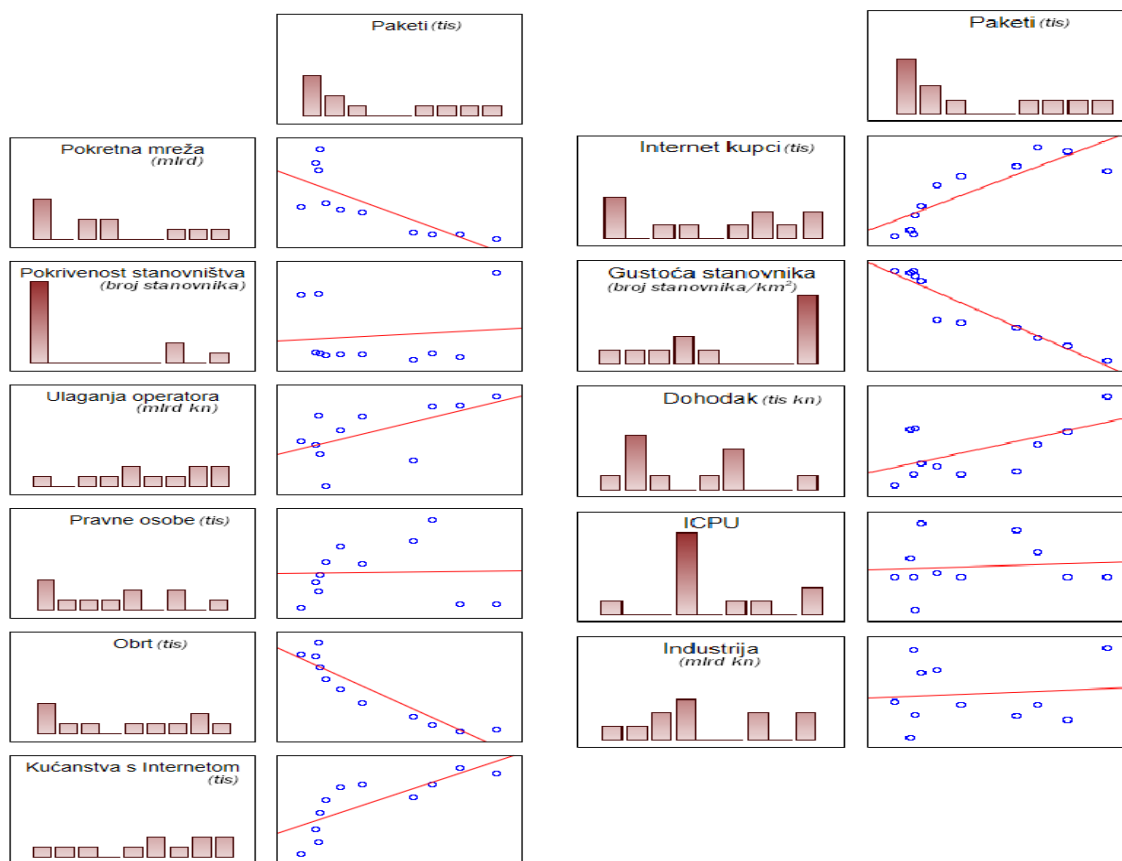 Paketi (tis)
Pokretna mreža
(mlrd)
Pokrivenost stanovništva
(broj stanovnika)
Ulaganja operatora
(mlrd kn)
Pravne osobe (tis)
Obrt (tis)
Kućanstva s Internetom
(tis)
Paketi (tis)
Internet kupci (tis)
Gustoća stanovnika
(broj stanovnika/km²)
Dohodak (tis kn)
ICPU
Industrija
(mlrd kn)